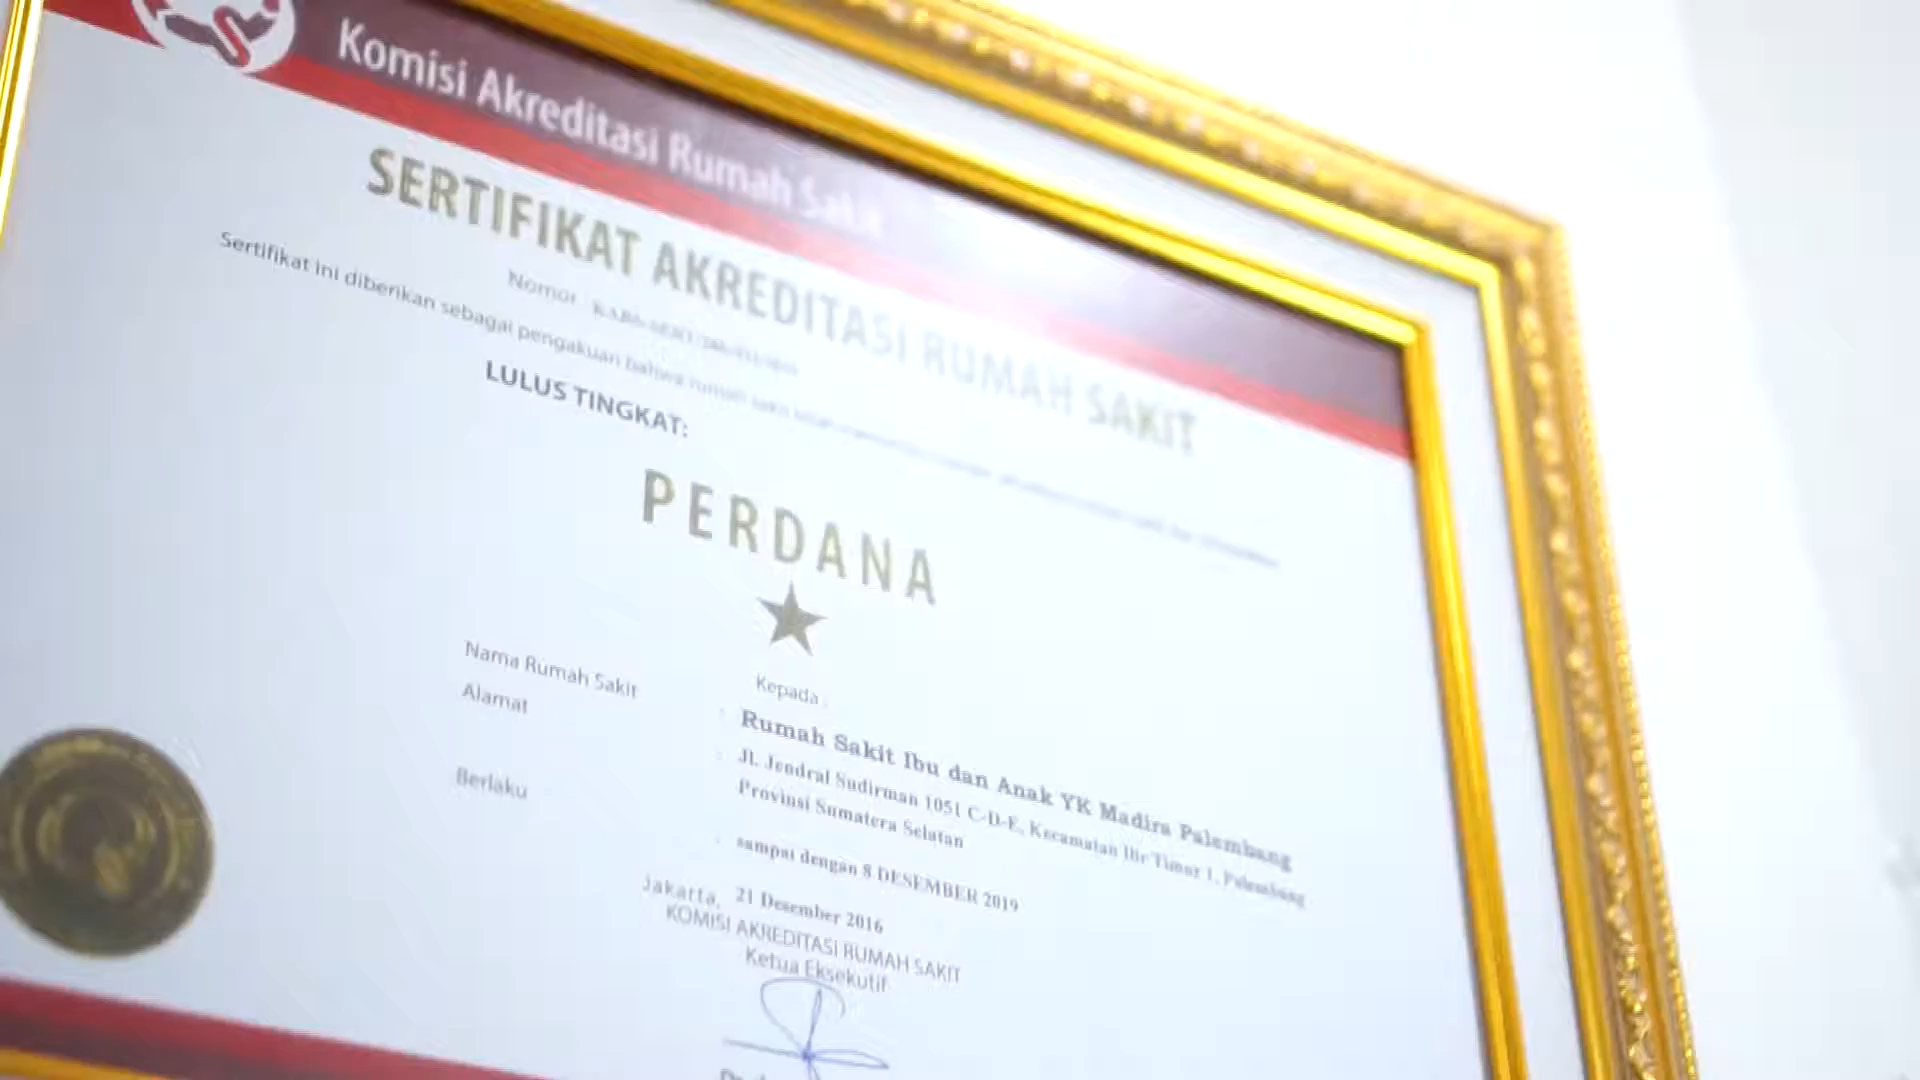 Komisi Akreditasi Rumah Sakit
SERTIFIKAT AKREDITASI RUMAH SAKIT
Nomor
Sertifikat ini diberikan sebagai pengakuan bahwa rumah sakit
LULUS TINGKAT:
PERDANA
Kepada :
Nama Rumah Sakit : Rumah Sakit Ibu dan Anak YK Madira Palembang
Alamat : Jl. Jendral Sudirman 1051 C-D-E, Kecamatan Ilir Timur I, Palembang
Provinsi Sumatera Selatan
Berlaku : sampai dengan 8 DESEMBER 2019
Jakarta, 21 Desember 2016
KOMISI AKREDITASI RUMAH SAKIT
Ketua Eksekutif